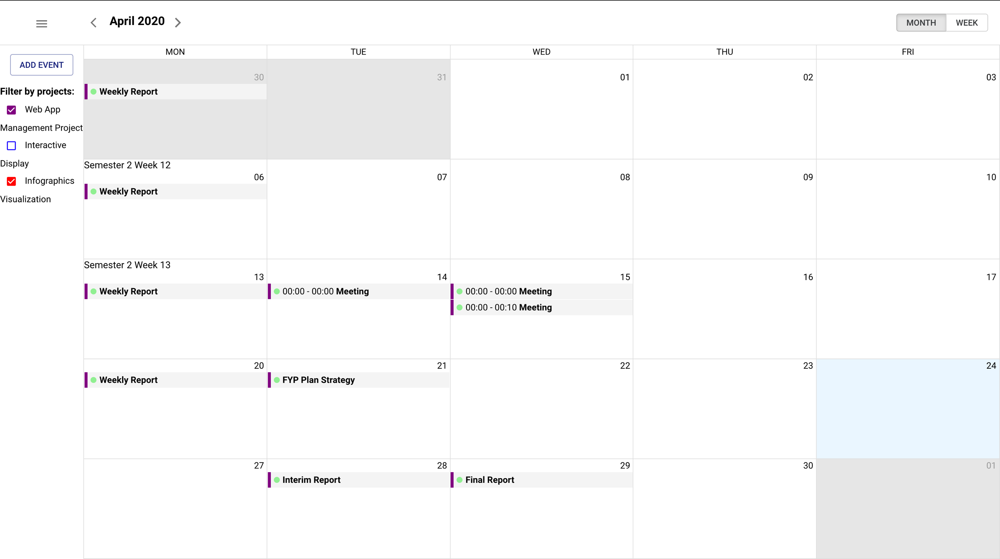 April 2020
MONTH WEEK
ADD EVENT
Filter by projects:
Web App
Management Project
Interactive
Display
Infographics
Visualization
MON TUE WED THU FRI
30 31 01 02 03
Weekly Report
Semester 2 Week 12
06 07 08 09 10
Weekly Report
Semester 2 Week 13
13 14 15 16 17
Weekly Report 00:00 - 00:00 Meeting 00:00 - 00:00 Meeting
00:00 - 00:10 Meeting
20 21 22 23 24
Weekly Report FYP Plan Strategy
27 28 29 30 01
Interim Report Final Report